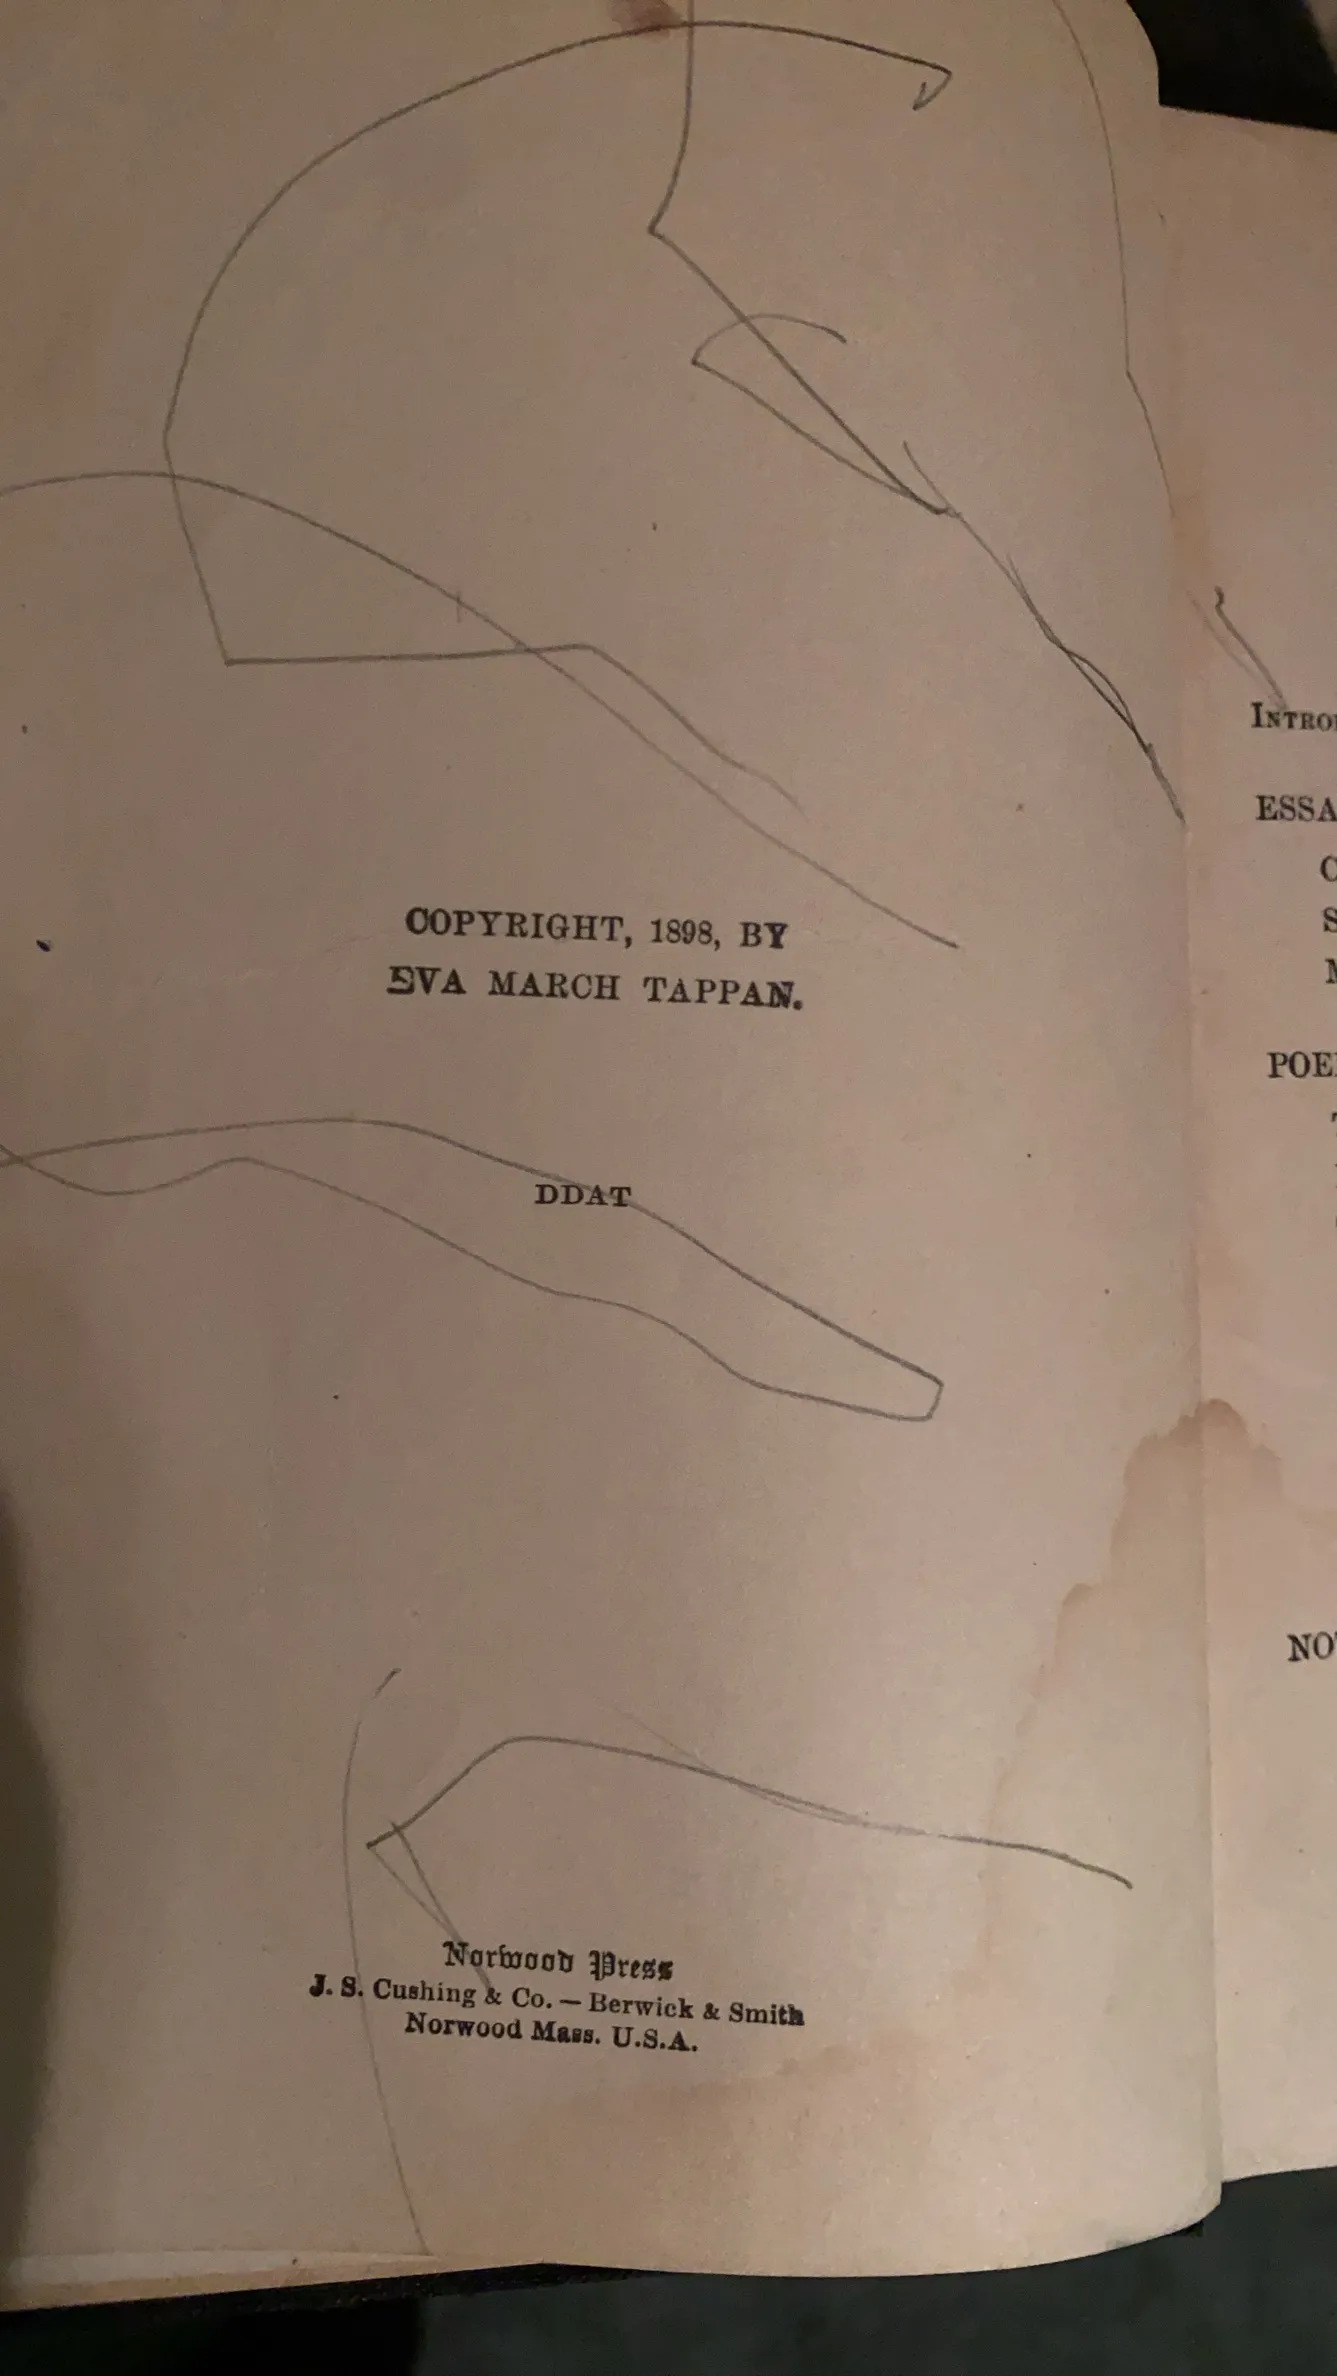 COPYRIGHT, 1898, BY
EVA MARCH TAPPAN.
DDAT
Norwood Press
J. S. Cushing & Co. — Berwick & Smith
Norwood Mass. U.S.A.
INTRO
ESSA
C
S
POE
NO